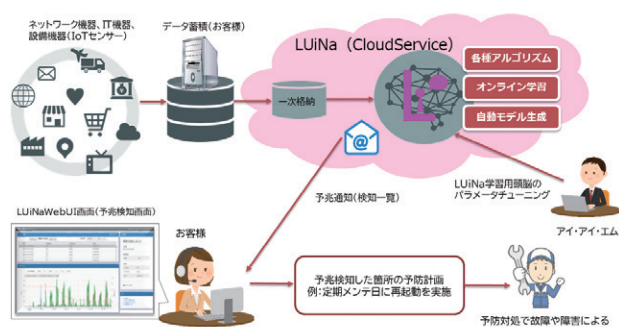 ネットワーク機器、IT機器、
設備機器(IoTセンサー)
データ蓄積(お客様)
LUiNa（CloudService）
一次格納
各種アルゴリズム
オンライン学習
自動モデル生成
@
予兆通知(検知一覧)
LUiNa学習用頭脳の
パラメータチューニング
アイ・アイ・エム
LUiNaWebUI画面(予兆検知画面)
お客様
予兆検知した箇所の予防計画
例：定期メンテ日に再起動を実施
予防対処で故障や障害による